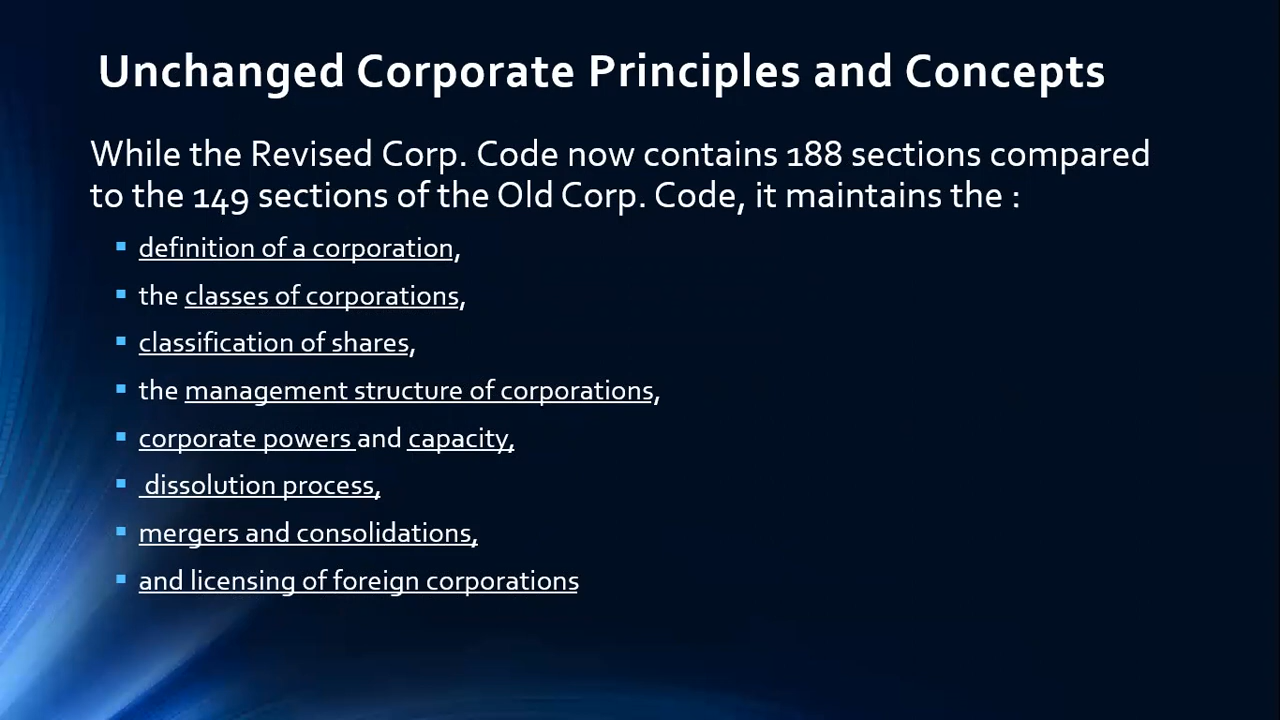 Unchanged Corporate Principles and Concepts
While the Revised Corp. Code now contains 188 sections compared
to the 149 sections of the Old Corp. Code, it maintains the :
definition of a corporation,
the classes of corporations,
classification of shares,
the management structure of corporations,
corporate powers and capacity,
dissolution process,
mergers and consolidations,
and licensing of foreign corporations